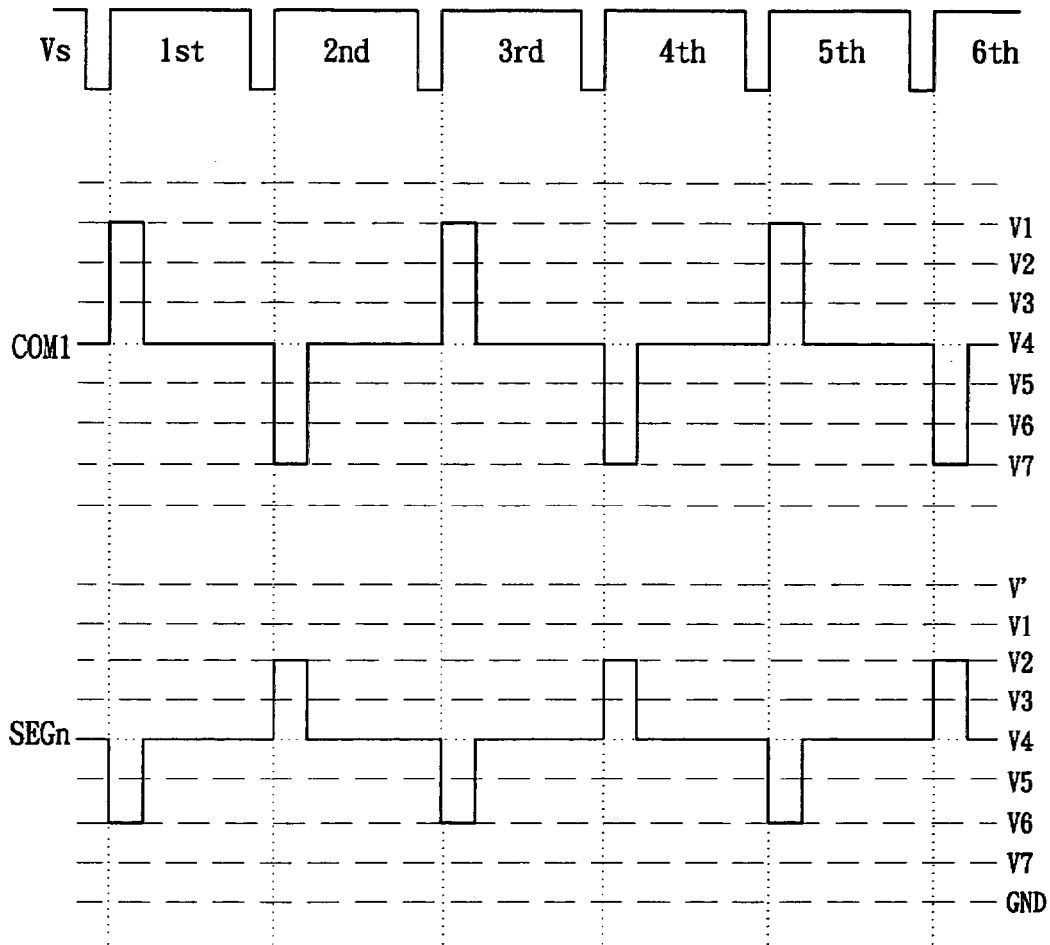 Vs 1st 2nd 3rd 4th 5th 6th
V1
V2
V3
COM1 V4
V5
V6
V7
V'
V1
V2
V3
SEGn V4
V5
V6
V7
GND